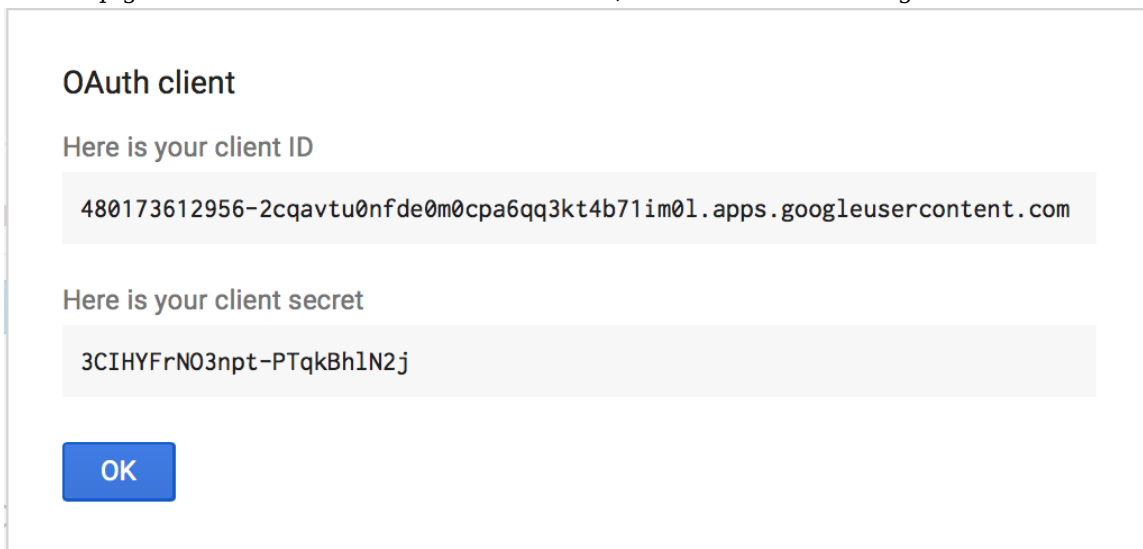 OAuth client
Here is your client ID
480173612956-2cqavtu0nfde0m0cpa6qq3kt4b71im0l.apps.googleusercontent.com
Here is your client secret
3CIHYFrNO3npt-PTqkBhlN2j
OK